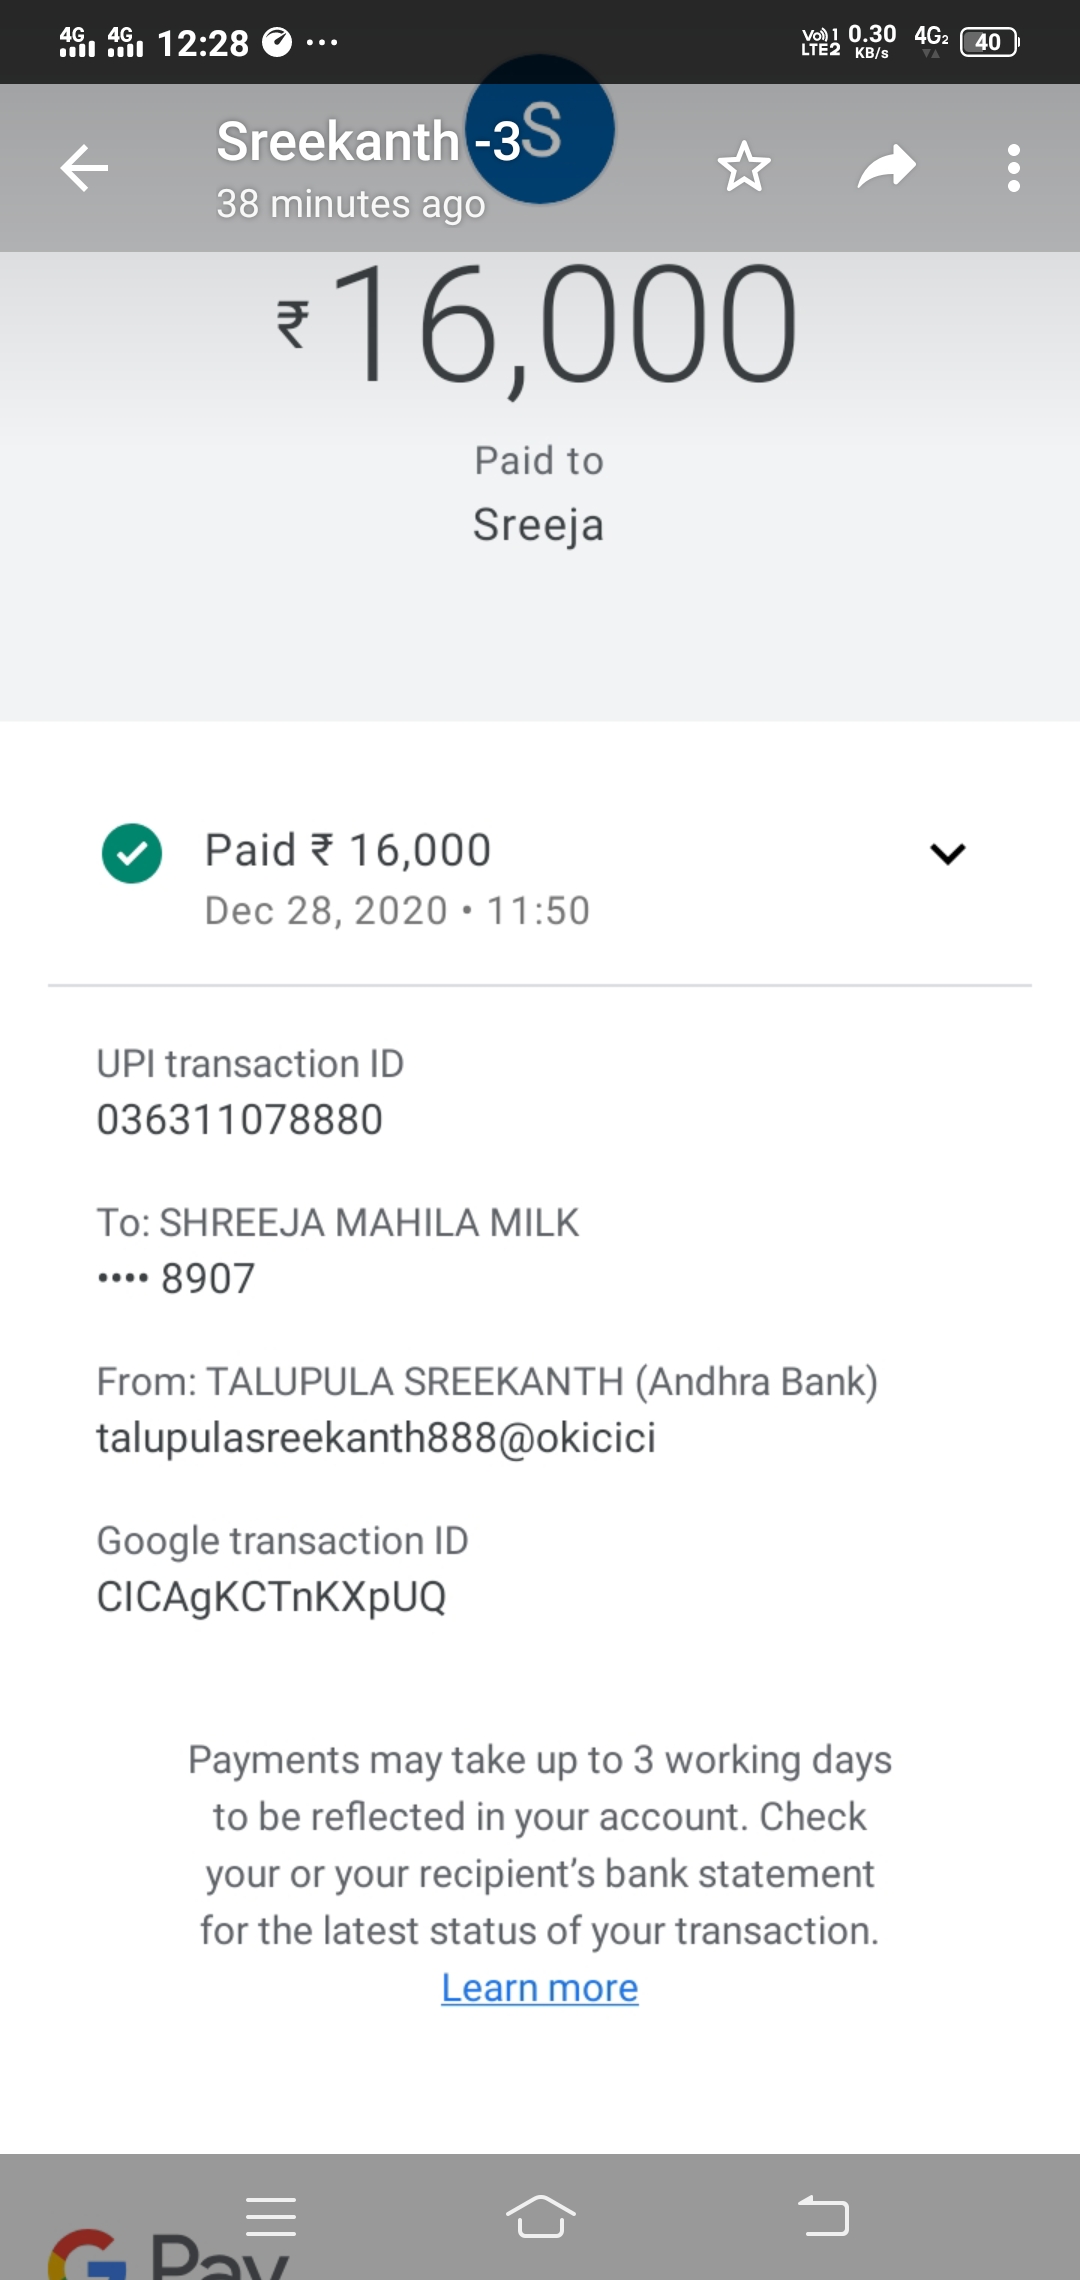 4G 4G 12:28 ... Vo)) 1 LTE2 0.30 KB/s 4G2 40
Sreekanth -3 S
38 minutes ago
₹16,000
Paid to
Sreeja
Paid ₹ 16,000
Dec 28, 2020 • 11:50
UPI transaction ID
036311078880
To: SHREEJA MAHILA MILK
•••• 8907
From: TALUPULA SREEKANTH (Andhra Bank)
talupulasreekanth888@okicici
Google transaction ID
CICAgKCTnKXpUQ
Payments may take up to 3 working days
to be reflected in your account. Check
your or your recipient’s bank statement
for the latest status of your transaction.
Learn more
G Pay